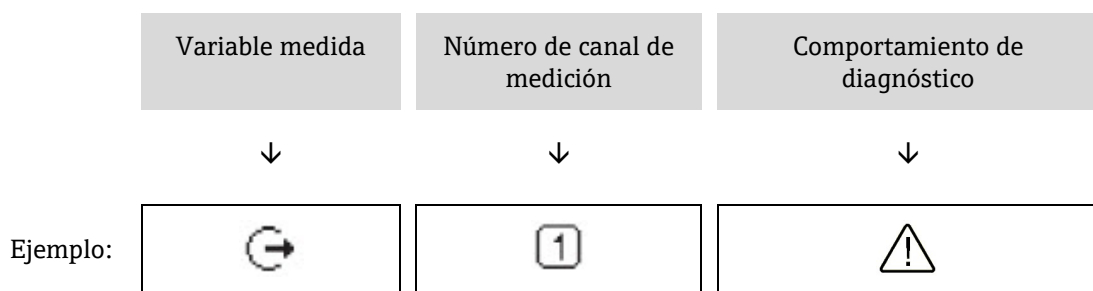 Variable medida
Número de canal de
medición
Comportamiento de
diagnóstico
Ejemplo:
1